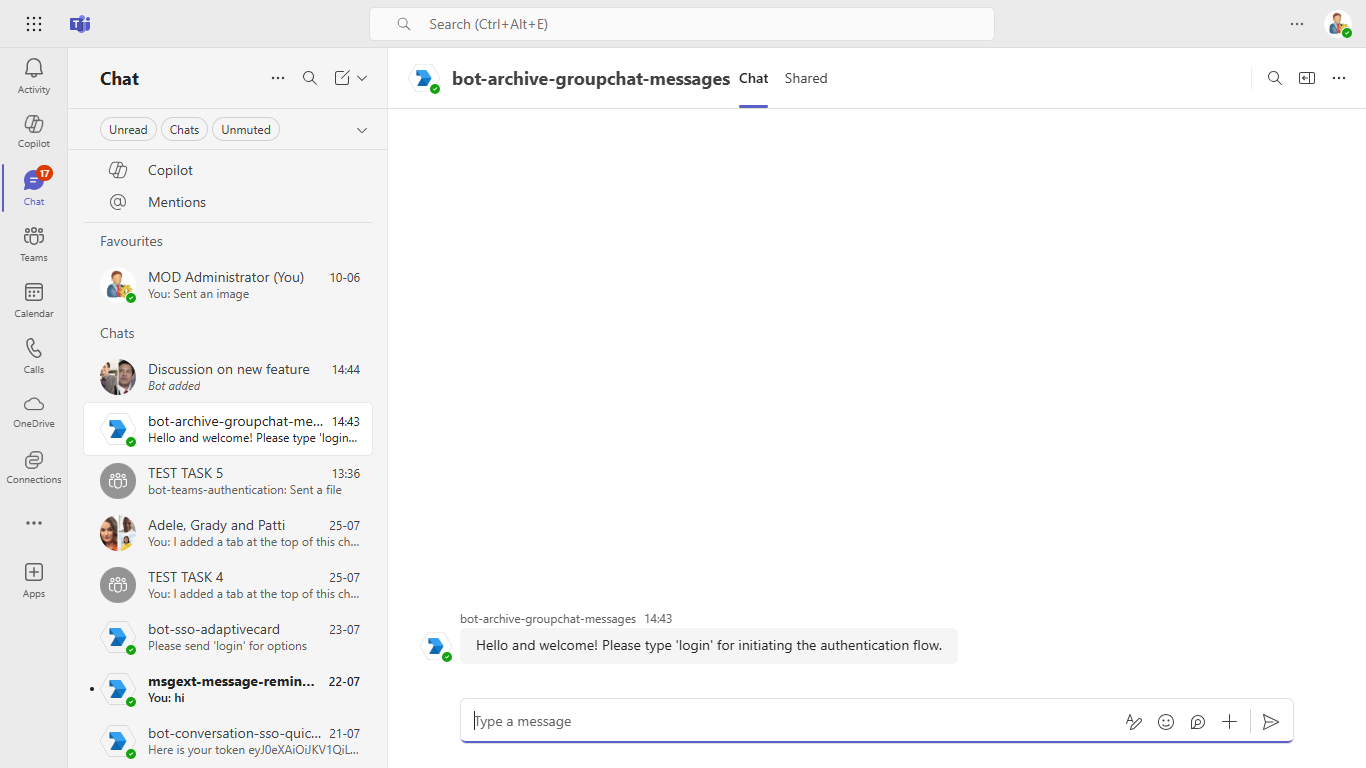 Search (Ctrl+Alt+E)
Activity
Copilot
17
Chat
Teams
Calendar
Calls
OneDrive
Connections
Apps
Chat
Unread
Chats
Unmuted
Copilot
Mentions
Favourites
MOD Administrator (You) 10-06
You: Sent an image
Chats
Discussion on new feature 14:44
Bot added
bot-archive-groupchat-me... 14:43
Hello and welcome! Please type 'login...
TEST TASK 5 13:36
bot-teams-authentication: Sent a file
Adele, Grady and Patti 25-07
You: I added a tab at the top of this ch...
TEST TASK 4 25-07
You: I added a tab at the top of this ch...
bot-sso-adaptivecard 23-07
Please send 'login' for options
msgext-message-remin... 22-07
You: hi
bot-conversation-sso-quic... 21-07
Here is your token eyJ0eXAiOiJKV1QiL...
bot-archive-groupchat-messages Chat Shared
bot-archive-groupchat-messages 14:43
Hello and welcome! Please type 'login' for initiating the authentication flow.
Type a message